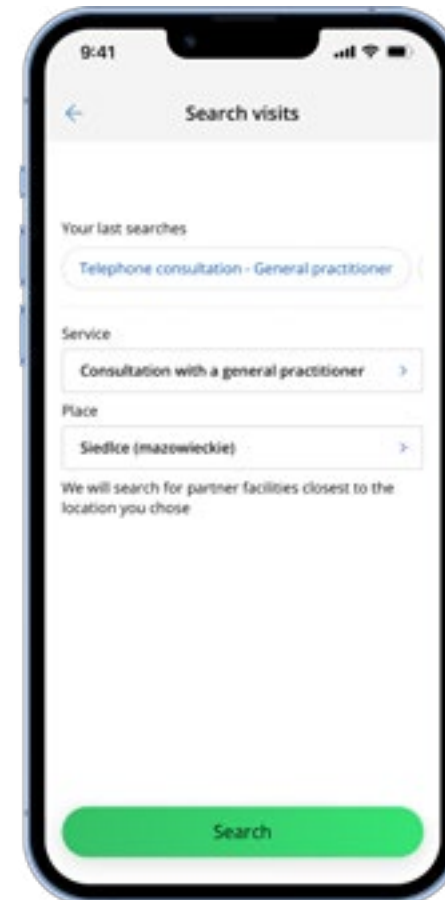 9:41
Search visits
Your last searches
Telephone consultation - General practitioner
Service
Consultation with a general practitioner
Place
Siedlce (mazowieckie)
We will search for partner facilities closest to the
location you chose
Search